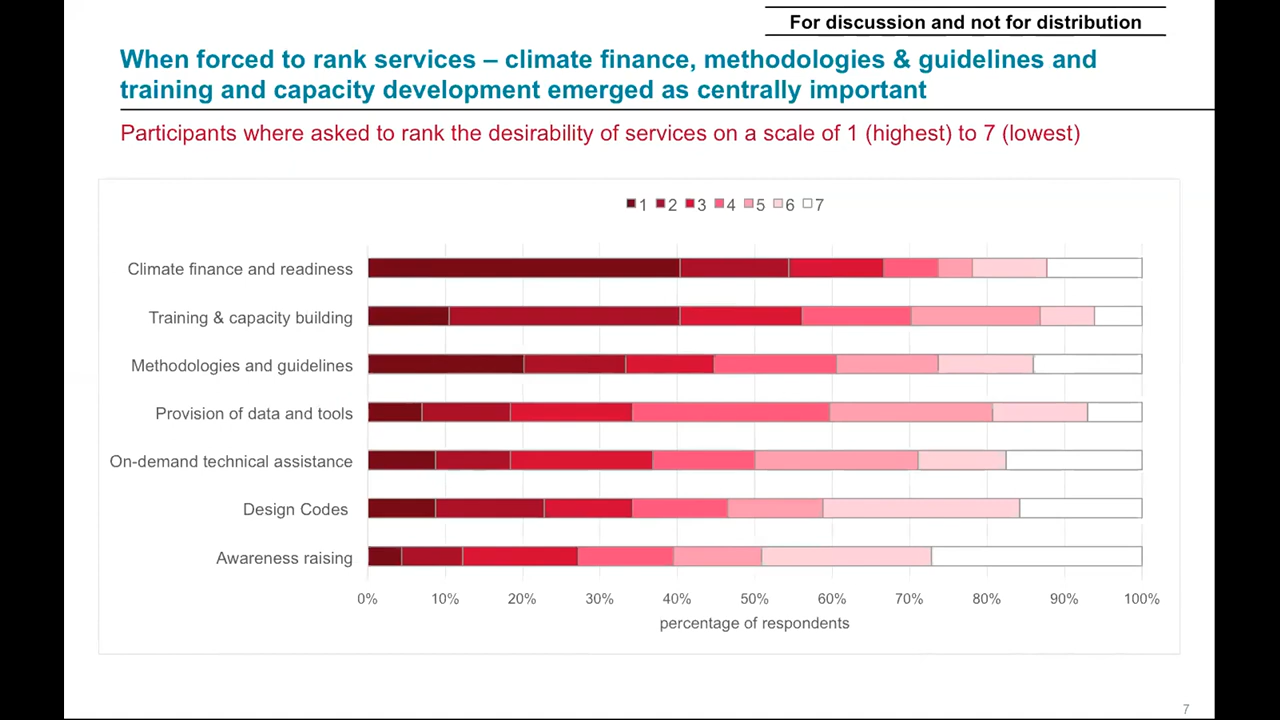 For discussion and not for distribution
When forced to rank services – climate finance, methodologies & guidelines and
training and capacity development emerged as centrally important
Participants where asked to rank the desirability of services on a scale of 1 (highest) to 7 (lowest)
1 2 3 4 5 6 7
Climate finance and readiness
Training & capacity building
Methodologies and guidelines
Provision of data and tools
On-demand technical assistance
Design Codes
Awareness raising
0% 10% 20% 30% 40% 50% 60% 70% 80% 90% 100%
percentage of respondents
7